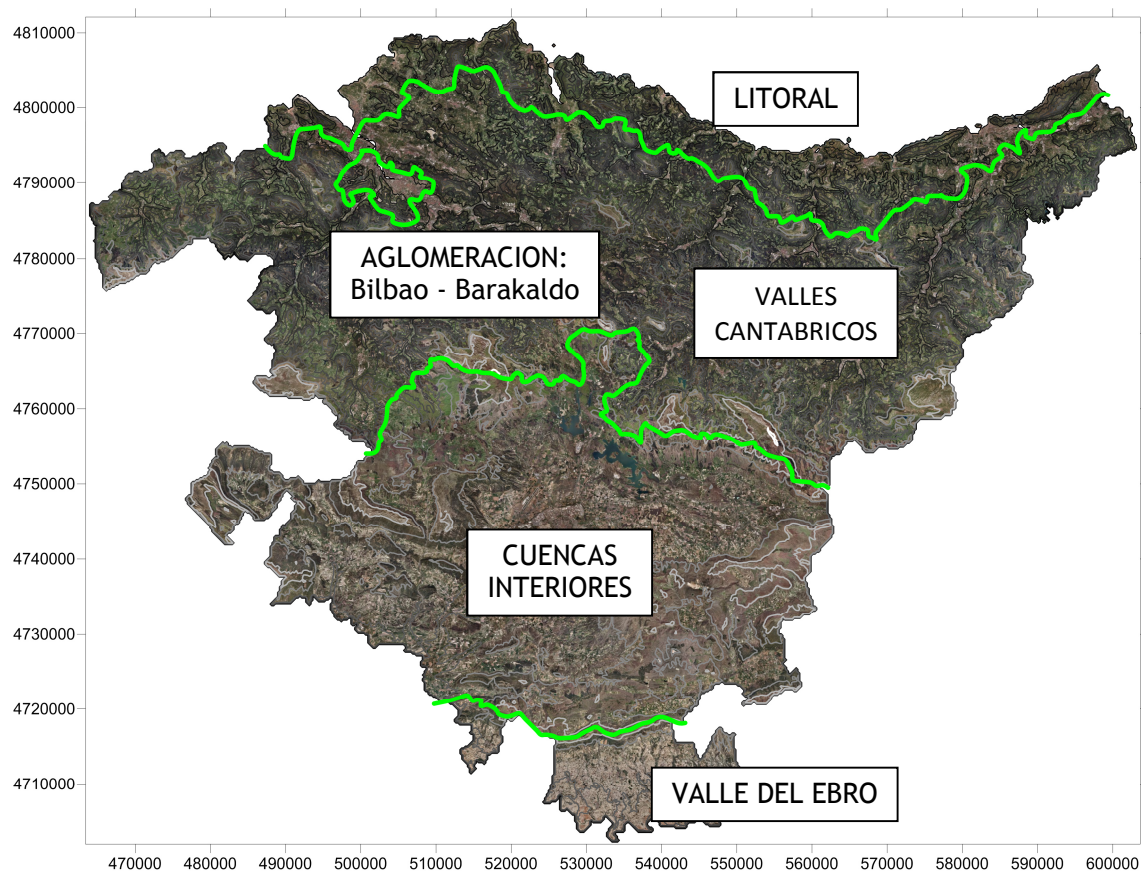 4810000
4800000
4790000
4780000
4770000
4760000
4750000
4740000
4730000
4720000
4710000
LITORAL
AGLOMERACION:
Bilbao - Barakaldo
VALLES
CANTABRICOS
CUENCAS
INTERIORES
VALLE DEL EBRO
470000 480000 490000 500000 510000 520000 530000 540000 550000 560000 570000 580000 590000 600000